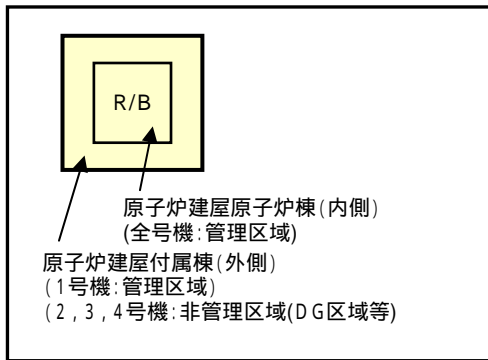 R/B
原子炉建屋原子炉棟(内側)
(全号機:管理区域)
原子炉建屋付属棟(外側)
(1号機:管理区域)
(2,3,4号機:非管理区域(DG区域等)